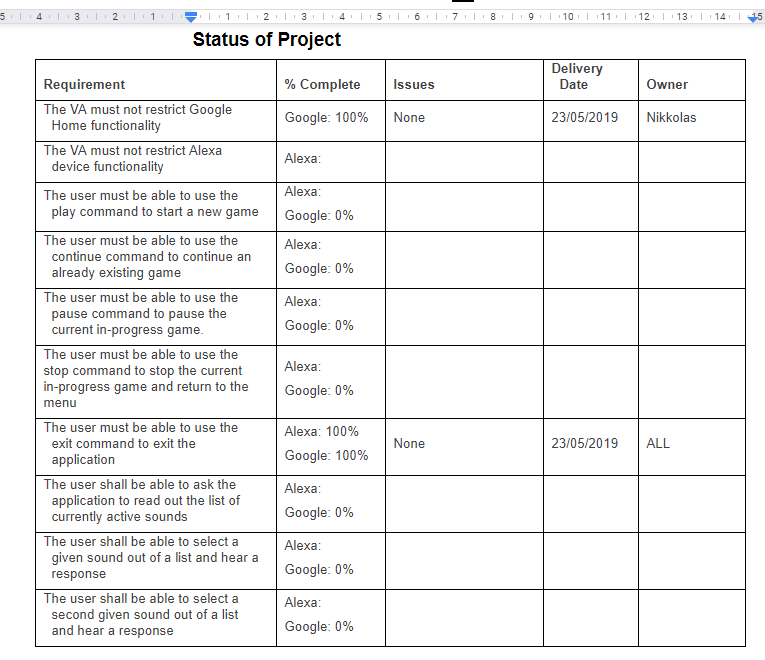 5 4 3 2 1 1 2 3 4 5 6 7 8 9 10 11 12 13 14 15
Status of Project
Requirement % Complete Issues Delivery Date Owner
The VA must not restrict Google
Home functionality
Google: 100%
None
23/05/2019
Nikkolas
The VA must not restrict Alexa
device functionality
Alexa:
The user must be able to use the
play command to start a new game
Alexa:
Google: 0%
The user must be able to use the
continue command to continue an
already existing game
Alexa:
Google: 0%
The user must be able to use the
pause command to pause the
current in-progress game.
Alexa:
Google: 0%
The user must be able to use the
stop command to stop the current
in-progress game and return to the
menu
Alexa:
Google: 0%
The user must be able to use the
exit command to exit the
application
Alexa: 100%
Google: 100%
None
23/05/2019
ALL
The user shall be able to ask the
application to read out the list of
currently active sounds
Alexa:
Google: 0%
The user shall be able to select a
given sound out of a list and hear a
response
Alexa:
Google: 0%
The user shall be able to select a
second given sound out of a list
and hear a response
Alexa:
Google: 0%